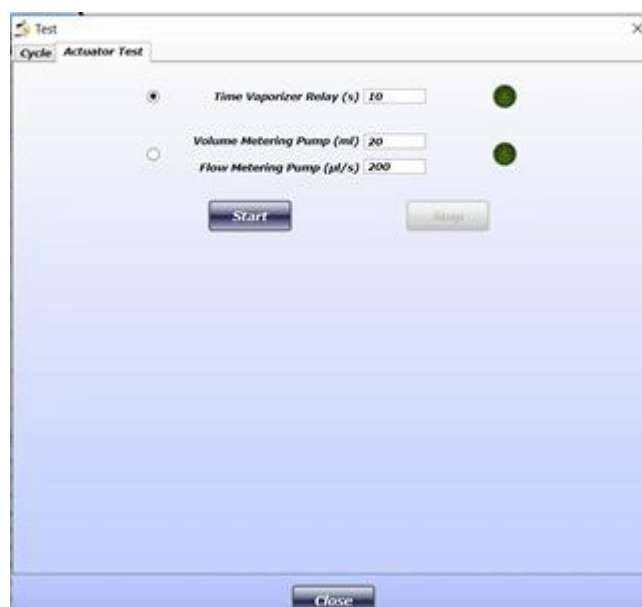 Test
Cycle Actuator Test
Time Vaporizer Relay (s) 10
Volume Metering Pump (ml) 20
Flow Metering Pump (µl/s) 200
Start Stop
Close